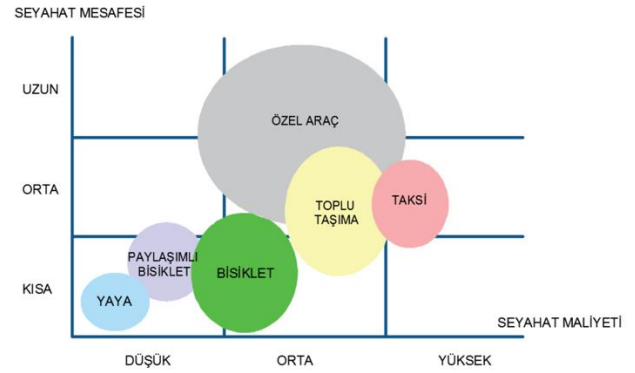 SEYAHAT MESAFESİ
UZUN
ÖZEL ARAÇ
ORTA
TOPLU
TAŞIMA
TAKSİ
PAYLAŞIMLI
BİSİKLET
BİSİKLET
KISA
YAYA
SEYAHAT MALİYETİ
DÜŞÜK
ORTA
YÜKSEK